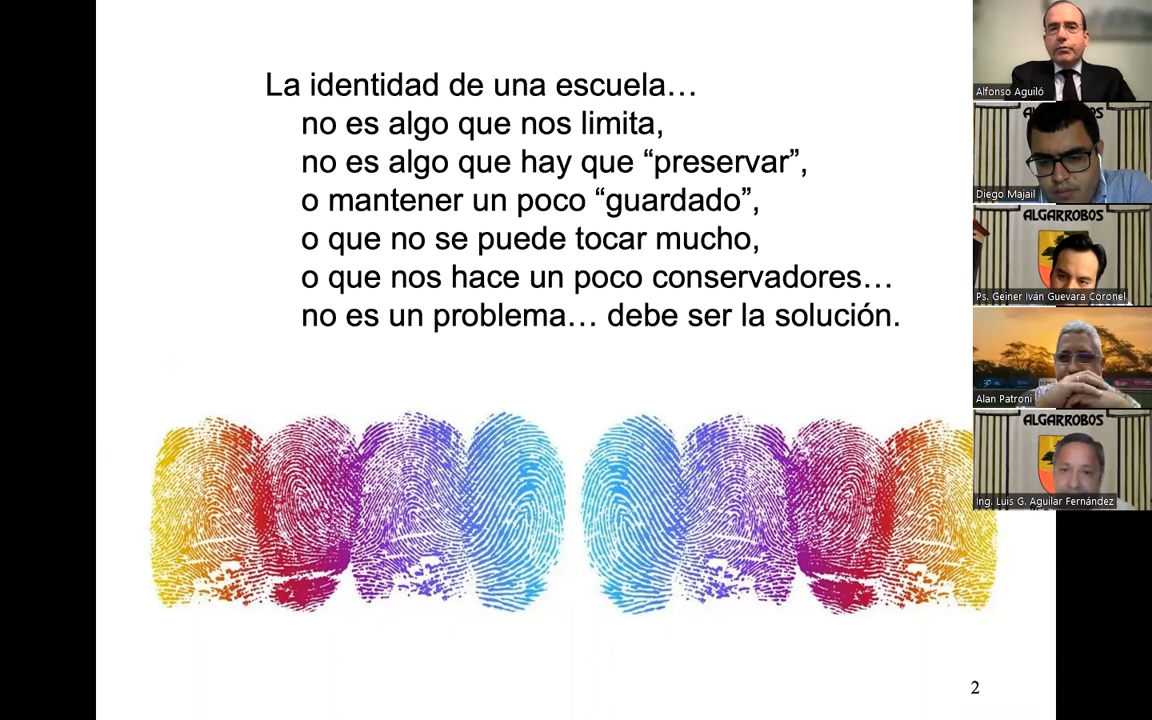 La identidad de una escuela…
no es algo que nos limita,
no es algo que hay que “preservar”,
o mantener un poco “guardado”,
o que no se puede tocar mucho,
o que nos hace un poco conservadores…
no es un problema… debe ser la solución.
2
Alfonso Aguiló
Diego Majail
ALGARROBOS
Ps. Geiner Iván Guevara Coronel
Alan Patroni
ALGARROBOS
Ing. Luis G. Aguilar Fernández